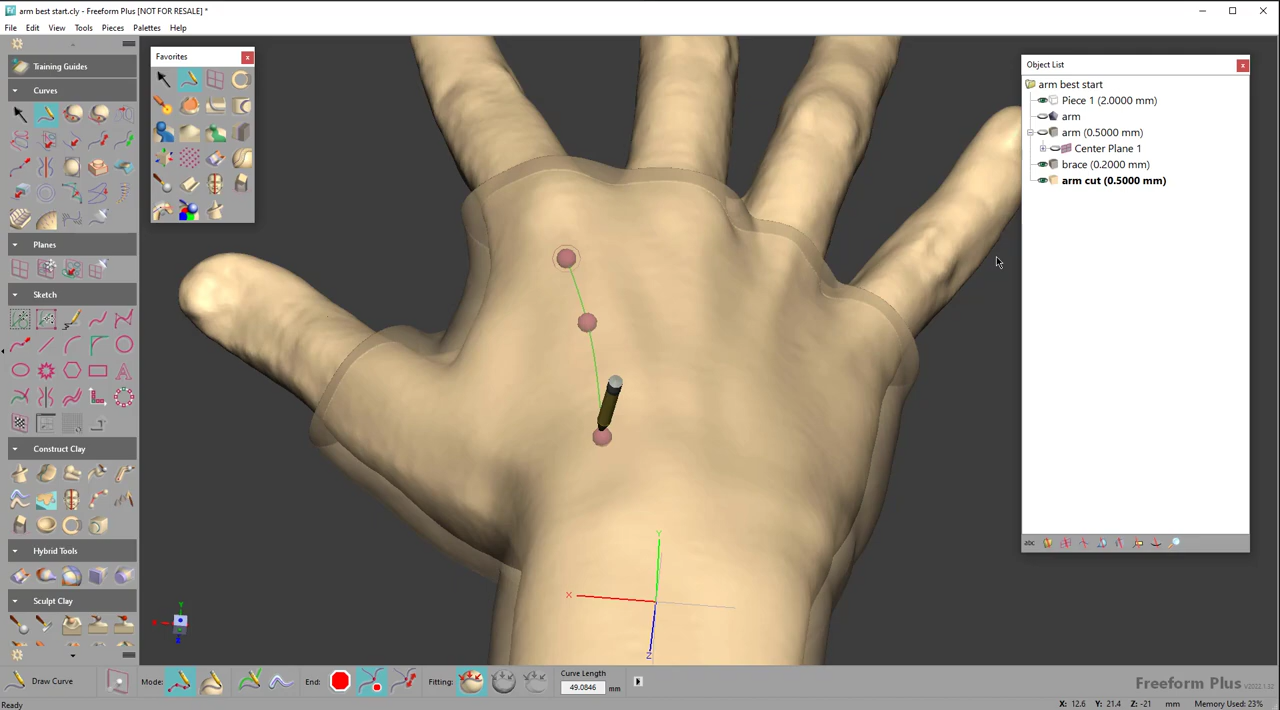 arm best start.cly - Freeform Plus [NOT FOR RESALE] *
File Edit View Tools Pieces Palettes Help
Training Guides
Curves
Planes
Sketch
Construct Clay
Hybrid Tools
Sculpt Clay
Favorites
x
Object List
x
arm best start
Piece 1 (2.0000 mm)
arm
arm (0.5000 mm)
Center Plane 1
brace (0.2000 mm)
arm cut (0.5000 mm)
abc
Y
X
Z
Y
Draw Curve
Mode:
End:
Fitting:
Curve Length
49.0846 mm
Freeform Plus V2022.1.32
Ready
X: 12.6 Y: 21.4 Z: -21 mm Memory Used: 23%